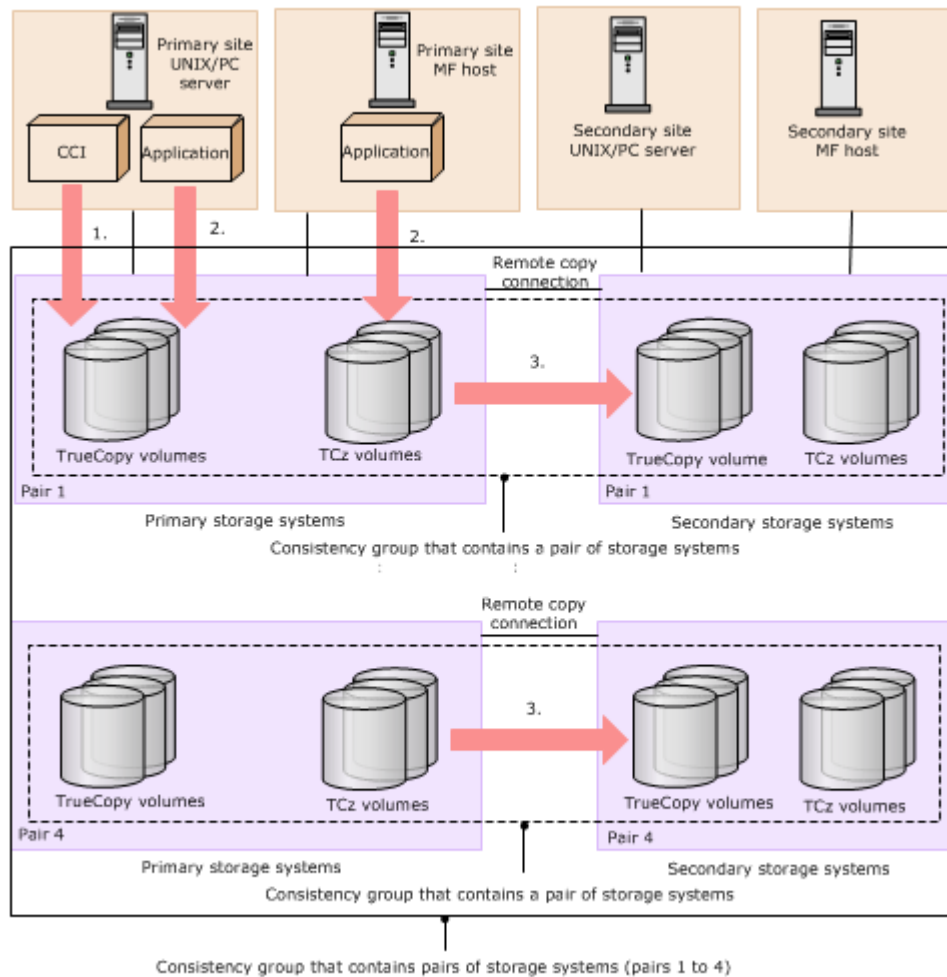 Primary site
UNIX/PC
server
Primary site
MF host
Secondary site
UNIX/PC server
Secondary site
MF host
CCI
Application
Application
1.
2.
2.
Remote copy
connection
3.
TrueCopy volumes
TCz volumes
TrueCopy volume
TCz volumes
Pair 1
Pair 1
Primary storage systems
Secondary storage systems
Consistency group that contains a pair of storage systems
:
:
Remote copy
connection
3.
TrueCopy volumes
TCz volumes
TrueCopy volumes
TCz volumes
Pair 4
Pair 4
Primary storage systems
Secondary storage systems
Consistency group that contains a pair of storage systems
Consistency group that contains pairs of storage systems (pairs 1 to 4)